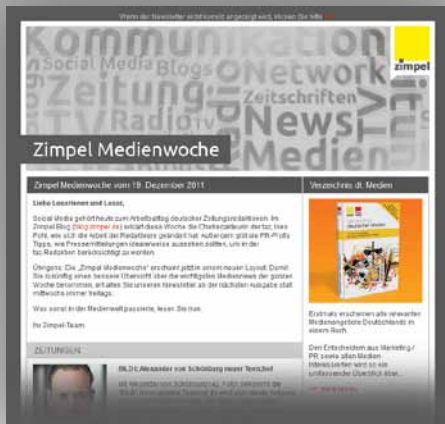 Wenn der Newsletter nicht korrekt angezeigt wird, klicken Sie bitte
Kommunikation
Social Media Blogs Network
Zeitung Zeitschriften
Radio TV News
Medien
zimpel
Zimpel Medienwoche
Zimpel Medienwoche vom 19. Dezember 2011
Liebe Leserinnen und Leser,
Social Media gehört heute zum Arbeitsalltag deutscher Zeitungsredaktionen. Im
Zimpel Blog (blog.zimpel.de) erklärt diese Woche die Chefredakteurin der taz, Ines
Pohl, wie sich die Arbeit der Redakteure geändert hat. Außerdem gibt sie PR-Profis
Tipps, wie Pressemitteilungen idealerweise aussehen sollten, um in der
taz-Redaktion berücksichtigt zu werden.
Übrigens: Die „Zimpel Medienwoche“ erscheint jetzt in einem neuen Layout. Damit
Sie zukünftig einen besseren Übersicht über die wichtigsten Mediennews der ganzen
Woche bekommen, erhalten Sie unseren Newsletter ab der nächsten Ausgabe statt
mittwochs immer freitags.
Was sonst in der Medienwelt passierte, lesen Sie nun.
Ihr Zimpel-Team
ZEITUNGEN
BILD I: Alexander von Schönburg neuer Textchef
Verzeichnis dt. Medien
Erstmals erscheinen alle relevanten
Medienangebote Deutschlands in
einem Buch.
Den Entscheidern aus Marketing /
PR sowie allen Medien
Interessierten wird so ein
umfassender Überblick über...